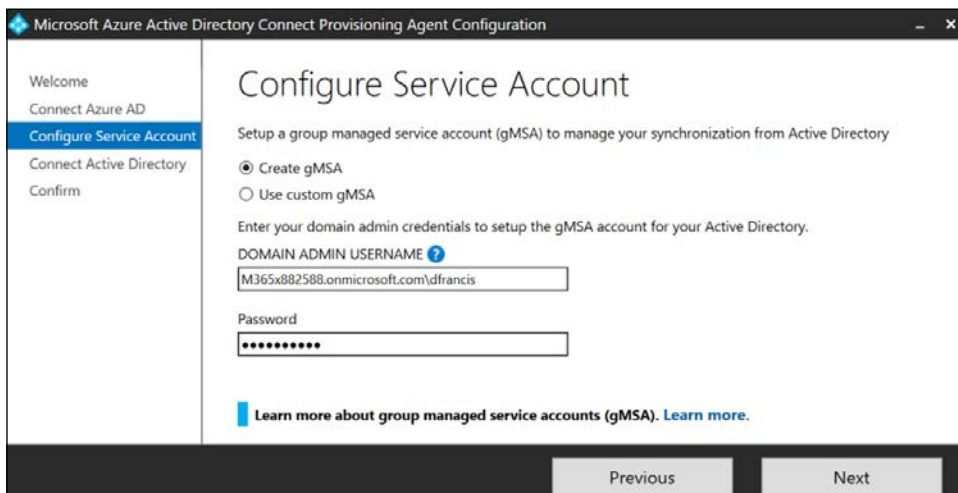 Microsoft Azure Active Directory Connect Provisioning Agent Configuration
Welcome
Connect Azure AD
Configure Service Account
Connect Active Directory
Confirm
Configure Service Account
Setup a group managed service account (gMSA) to manage your synchronization from Active Directory
Create gMSA
Use custom gMSA
Enter your domain admin credentials to setup the gMSA account for your Active Directory.
DOMAIN ADMIN USERNAME ?
M365x882588.onmicrosoft.com\dfrancis
Password
••••••••••
Learn more about group managed service accounts (gMSA). Learn more.
Previous
Next